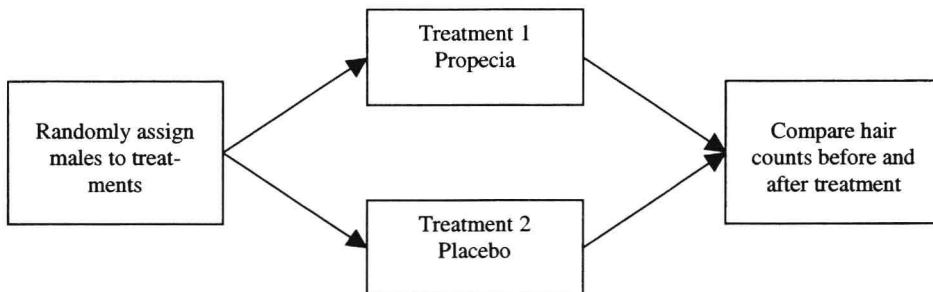 Randomly assign
males to treat-
ments
Treatment 1
Propecia
Treatment 2
Placebo
Compare hair
counts before and
after treatment